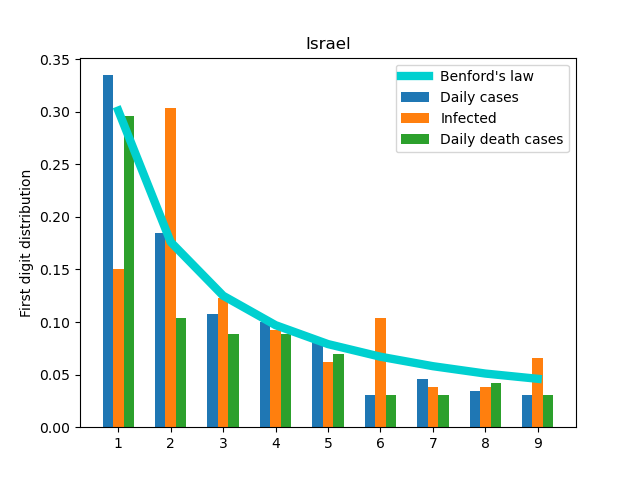 Israel
First digit distribution
0.35
0.30
0.25
0.20
0.15
0.10
0.05
0.00
1 2 3 4 5 6 7 8 9
Benford's law
Daily cases
Infected
Daily death cases